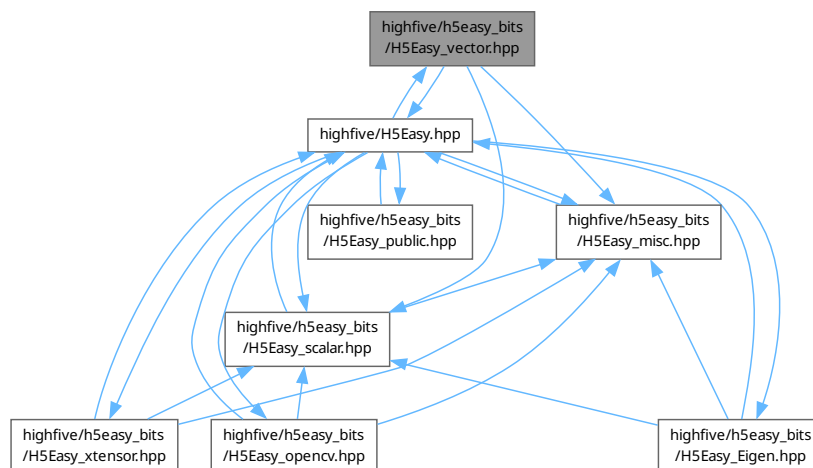 highfive/h5easy_bits
/H5Easy_vector.hpp
highfive/H5Easy.hpp
highfive/h5easy_bits
/H5Easy_public.hpp
highfive/h5easy_bits
/H5Easy_misc.hpp
highfive/h5easy_bits
/H5Easy_scalar.hpp
highfive/h5easy_bits
/H5Easy_xtensor.hpp
highfive/h5easy_bits
/H5Easy_opencv.hpp
highfive/h5easy_bits
/H5Easy_Eigen.hpp